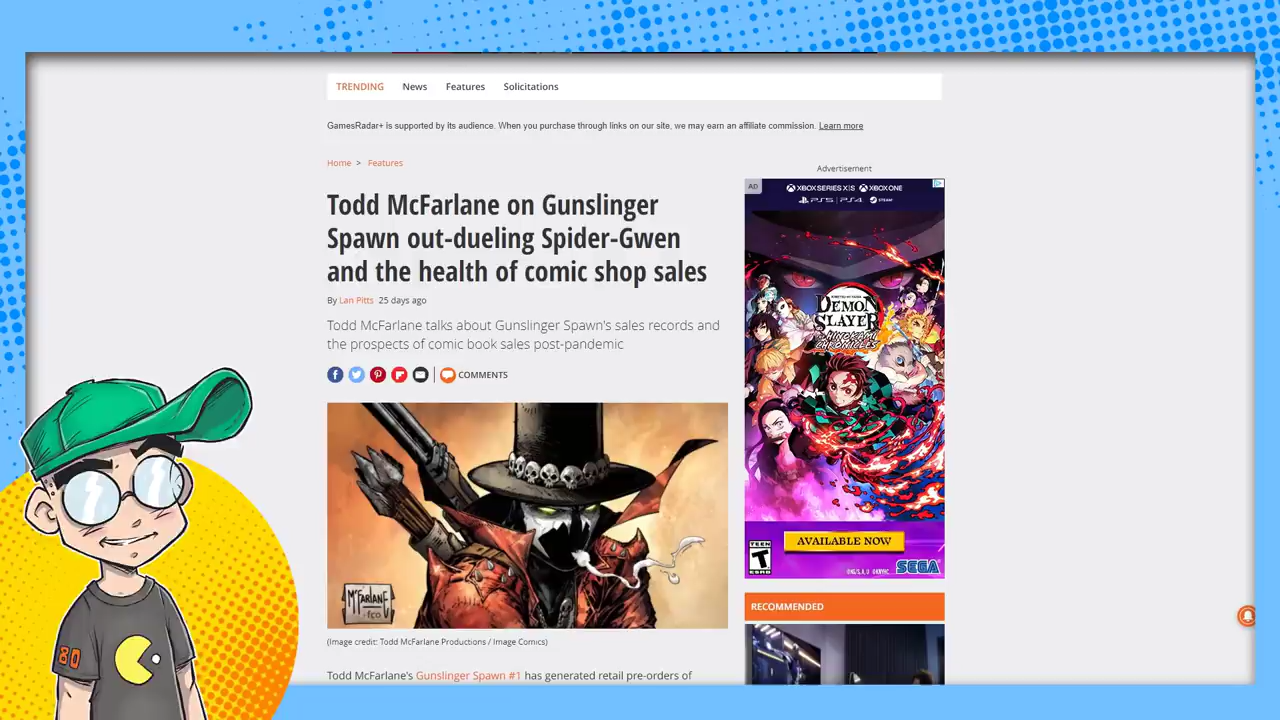 TRENDING News Features Solicitations
GamesRadar+ is supported by its audience. When you purchase through links on our site, we may earn an affiliate commission. Learn more
Home > Features
Todd McFarlane on Gunslinger
Spawn out-dueling Spider-Gwen
and the health of comic shop sales
By Lan Pitts 25 days ago
Todd McFarlane talks about Gunslinger Spawn's sales records and
the prospects of comic book sales post-pandemic
COMMENTS
McFARLANE
(Image credit: Todd McFarlane Productions / Image Comics)
Todd McFarlane's Gunslinger Spawn #1 has generated retail pre-orders of
Advertisement
AD
XBOX SERIES X|S XBOX ONE
PS5 | PS4 STEAM
DEMON
SLAYER
AVAILABLE NOW
TEEN
T
ESRB
SEGA
RECOMMENDED
80